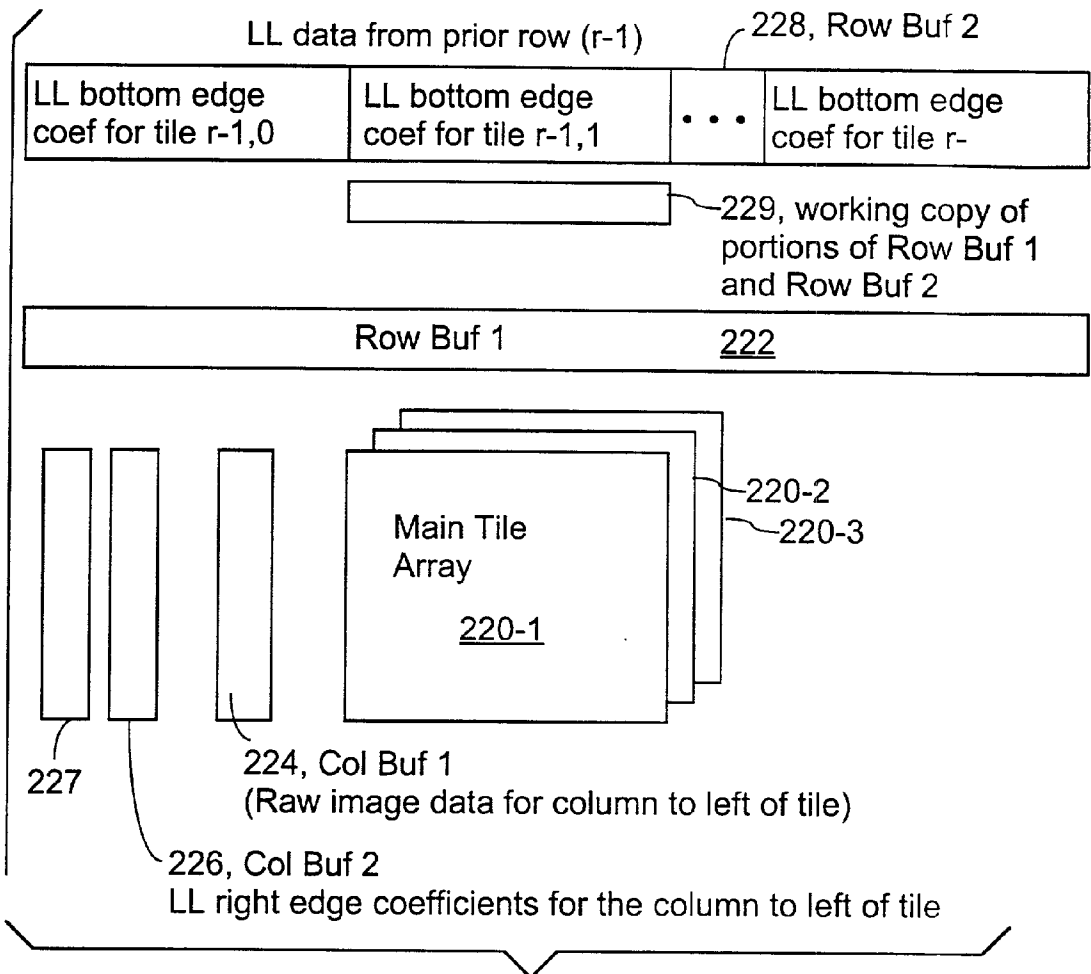 LL data from prior row (r-1)
228, Row Buf 2
LL bottom edge
coef for tile r-1,0
LL bottom edge
coef for tile r-1,1
• • •
LL bottom edge
coef for tile r-
229, working copy of
portions of Row Buf 1
and Row Buf 2
Row Buf 1
222
220-2
220-3
Main Tile
Array
220-1
227
224, Col Buf 1
(Raw image data for column to left of tile)
226, Col Buf 2
LL right edge coefficients for the column to left of tile